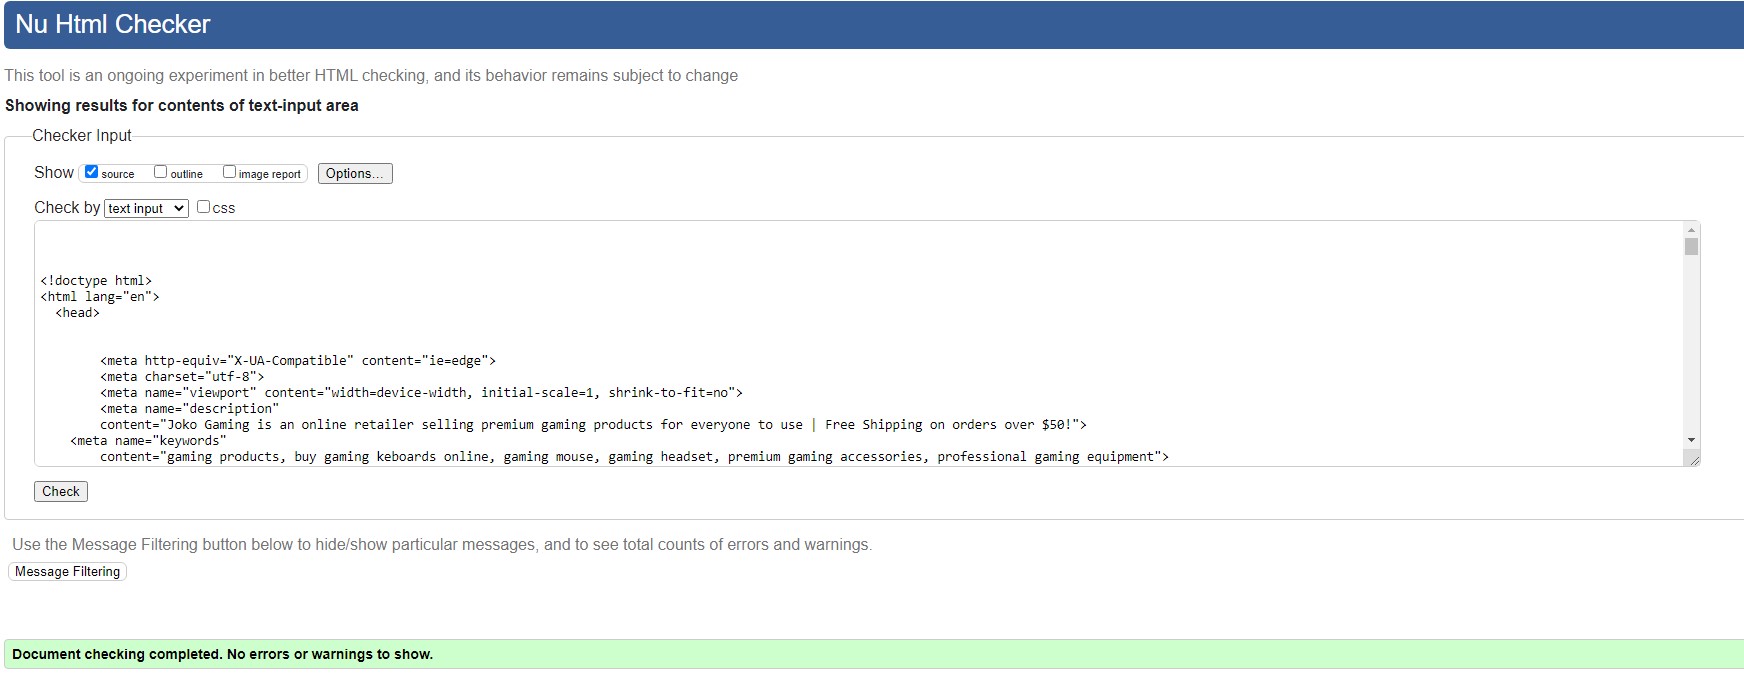 Nu Html Checker
This tool is an ongoing experiment in better HTML checking, and its behavior remains subject to change
Showing results for contents of text-input area
Checker Input
Show source outline image report Options...
Check by text input css
<!doctype html>
<html lang="en">
<head>
<meta http-equiv="X-UA-Compatible" content="ie=edge">
<meta charset="utf-8">
<meta name="viewport" content="width=device-width, initial-scale=1, shrink-to-fit=no">
<meta name="description"
content="Joko Gaming is an online retailer selling premium gaming products for everyone to use | Free Shipping on orders over $50!">
<meta name="keywords"
content="gaming products, buy gaming keboards online, gaming mouse, gaming headset, premium gaming accessories, professional gaming equipment">
Check
Use the Message Filtering button below to hide/show particular messages, and to see total counts of errors and warnings.
Message Filtering
Document checking completed. No errors or warnings to show.